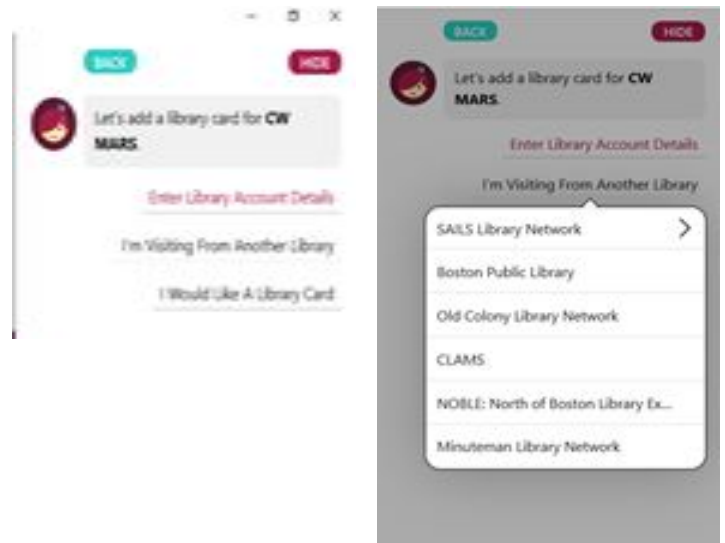 BACK
HIDE
Let's add a library card for CW
MARS.
Enter Library Account Details
I'm Visiting From Another Library
I Would Like A Library Card
BACK
HIDE
Let's add a library card for CW
MARS.
Enter Library Account Details
I'm Visiting From Another Library
SAILS Library Network
Boston Public Library
Old Colony Library Network
CLAMS
NOBLE: North of Boston Library Ex...
Minuteman Library Network